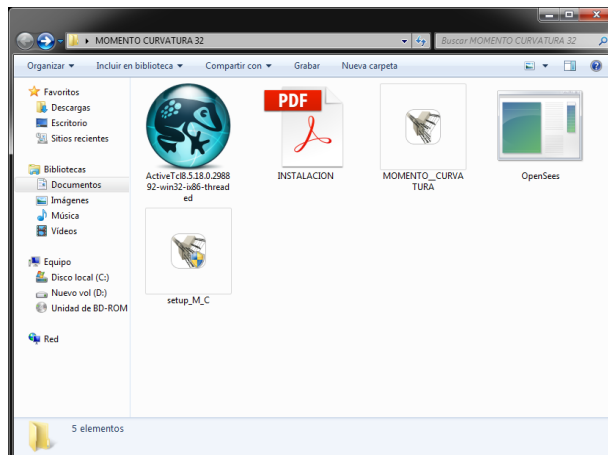 MOMENTO CURVATURA 32
Buscar MOMENTO CURVATURA 32
Organizar Incluir en biblioteca Compartir con Grabar Nueva carpeta
Favoritos
Descargas
Escritorio
Sitios recientes
Bibliotecas
Documentos
Imágenes
Música
Vídeos
Equipo
Disco local (C:)
Nuevo vol (D:)
Unidad de BD-ROM
Red
ActiveTcl8.5.18.0.2988
92-win32-ix86-thread
ed
PDF
INSTALACION
MOMENTO__CURVA
TURA
OpenSees
setup_M_C
5 elementos